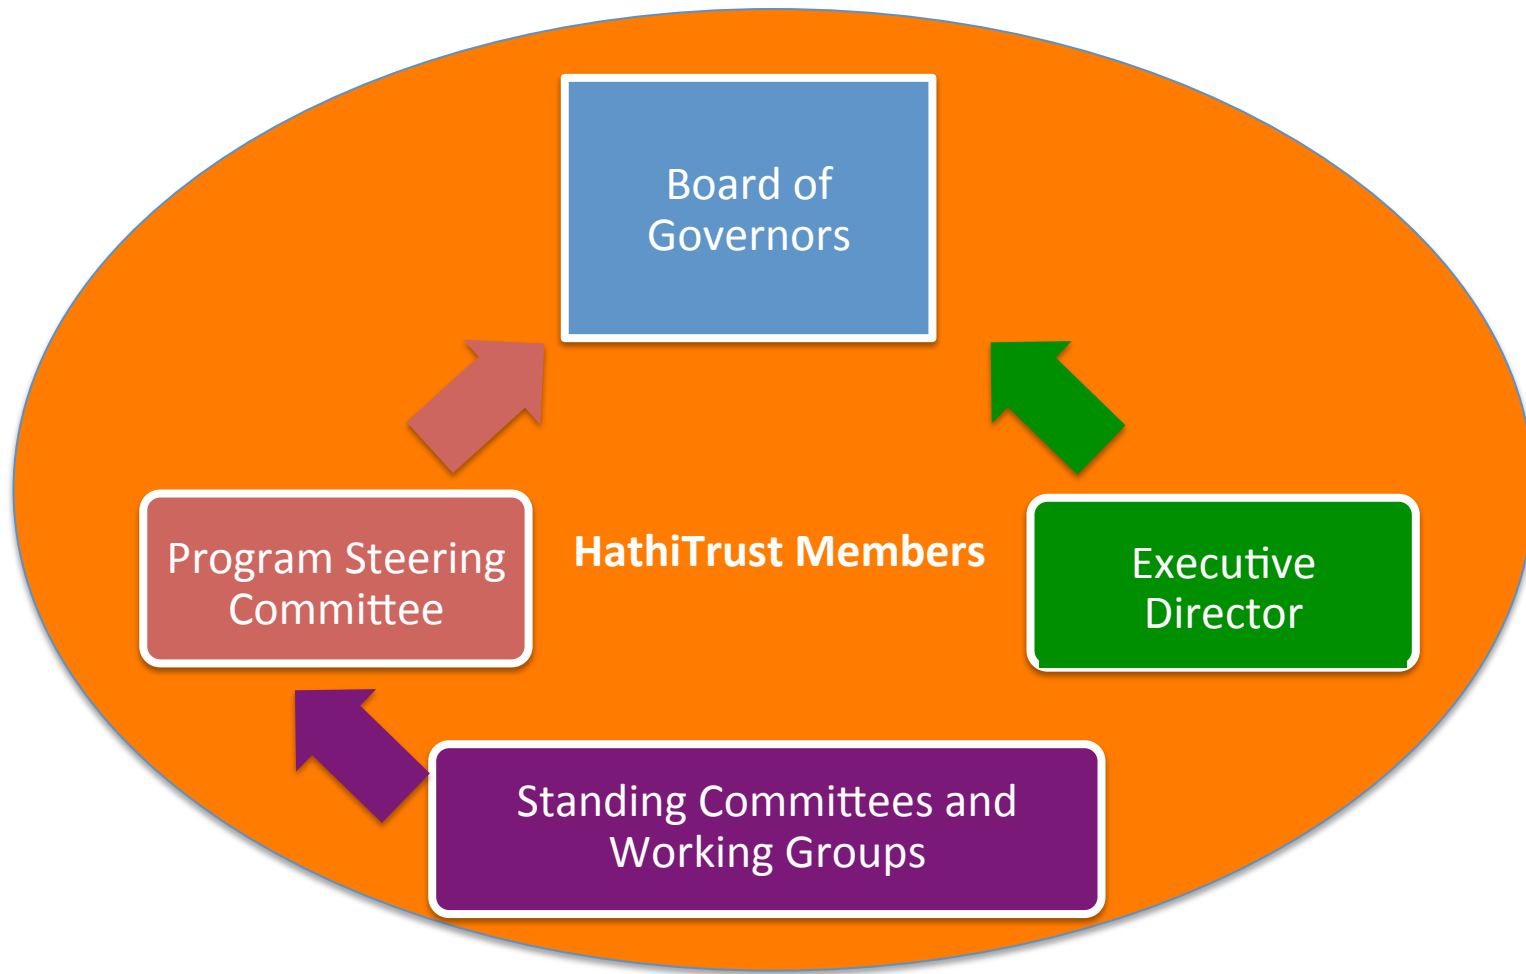 Board of
Governors
Program Steering
Committee
HathiTrust Members
Executive
Director
Standing Committees and
Working Groups